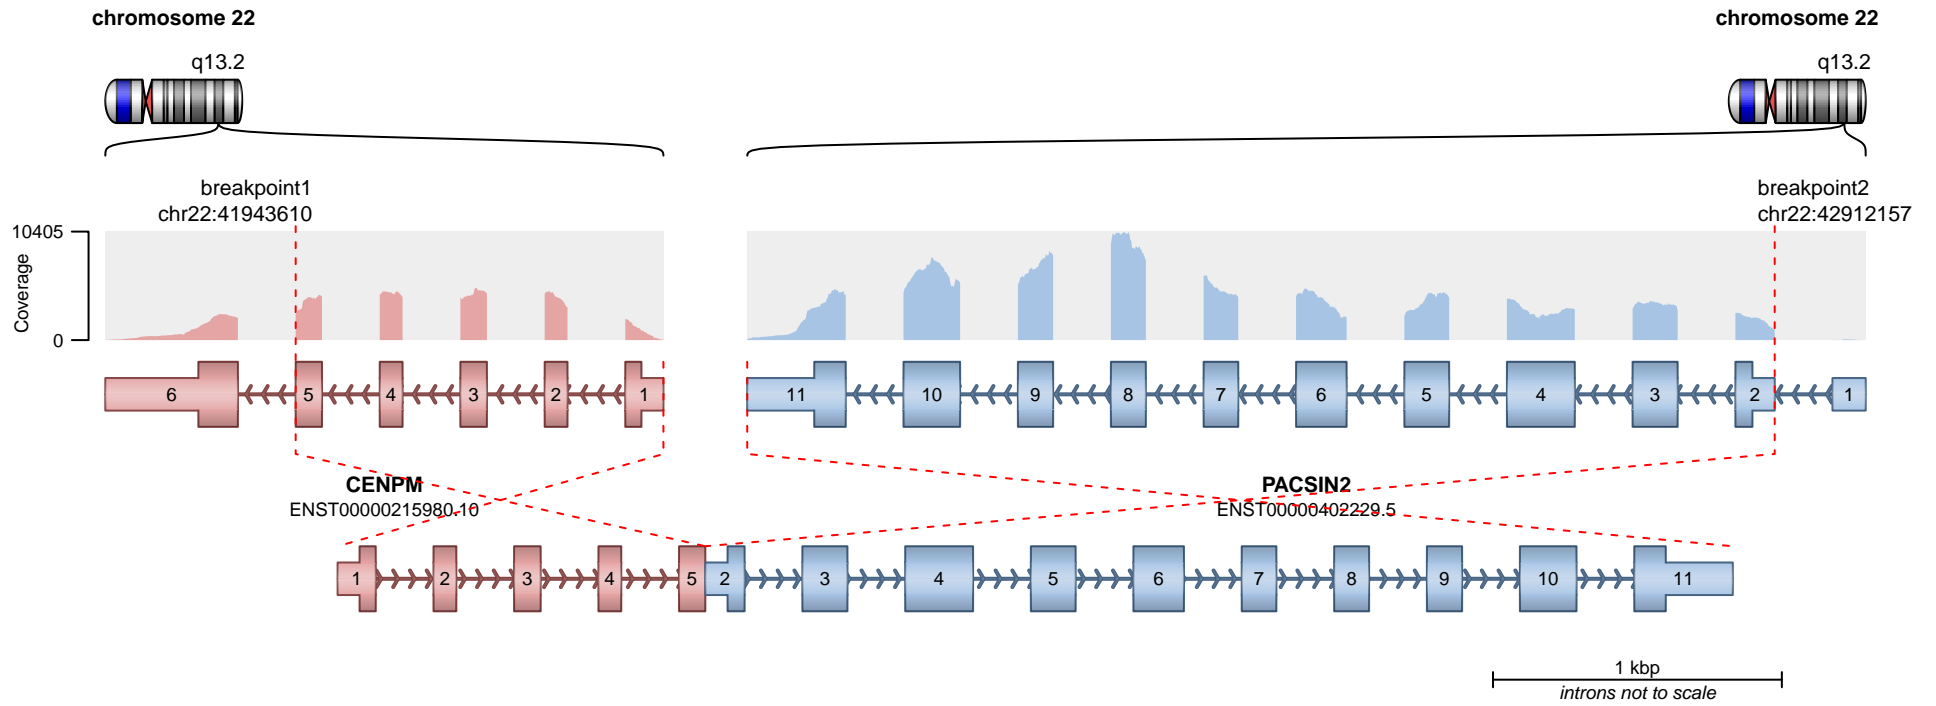 chromosome 22
chromosome 22
q13.2
q13.2
breakpoint1
chr22:41943610
breakpoint2
chr22:42912157
10405
Coverage
0
6 5 4 3 2 1 11 10 9 8 7 6 5 4 3 2 1
CENPM
ENST00000215980.10
PACSIN2
ENST00000402229.5
1 2 3 4 5 2 3 4 5 6 7 8 9 10 11
1 kbp
introns not to scale